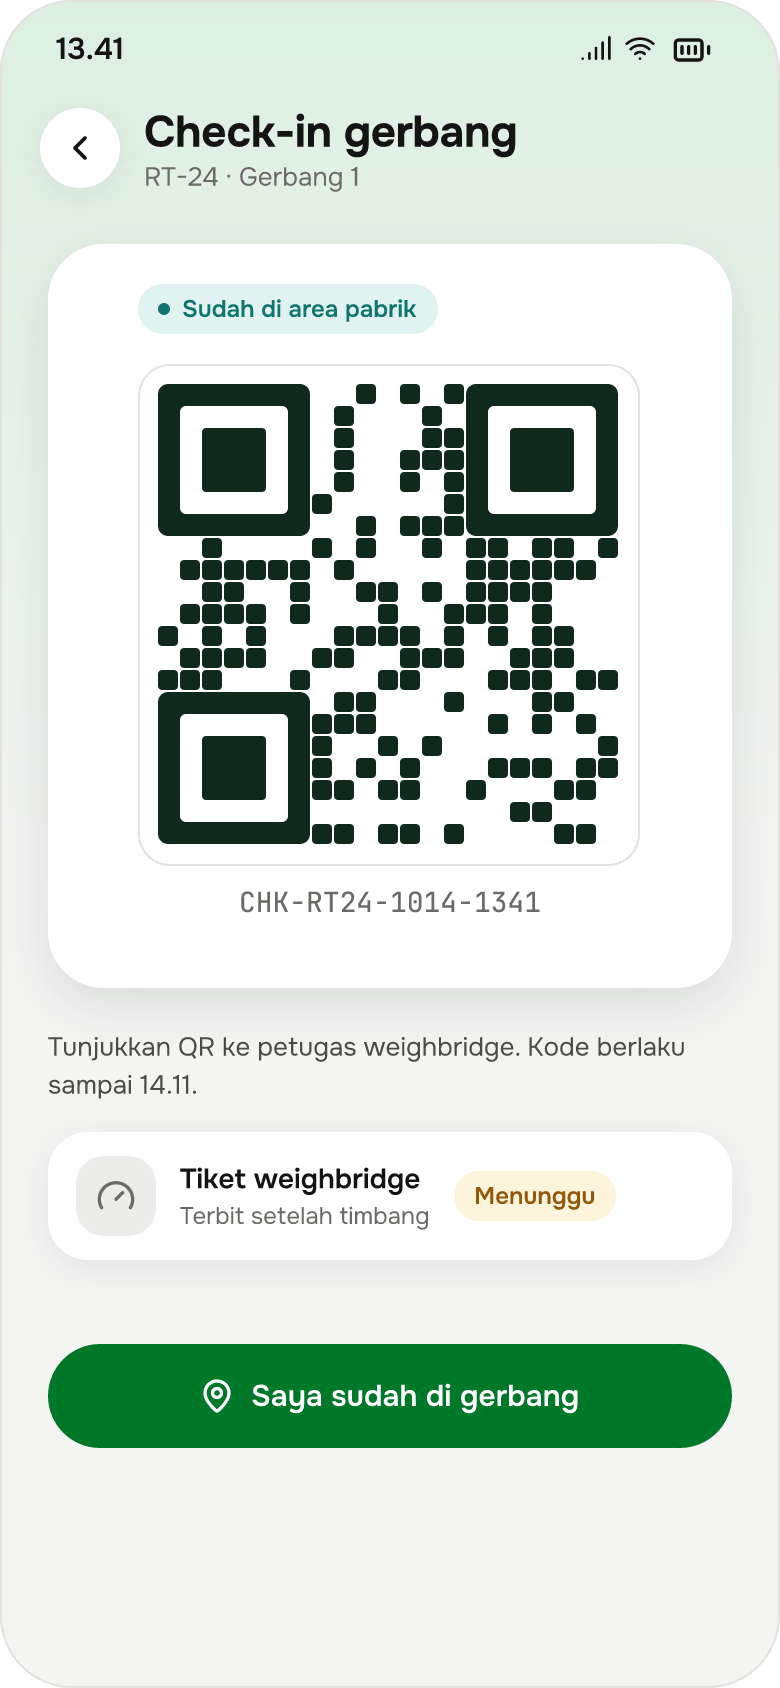 13.41
Check-in gerbang
RT-24 · Gerbang 1
Sudah di area pabrik
CHK-RT24-1014-1341
Tunjukkan QR ke petugas weighbridge. Kode berlaku
sampai 14.11.
Tiket weighbridge
Terbit setelah timbang
Menunggu
Saya sudah di gerbang